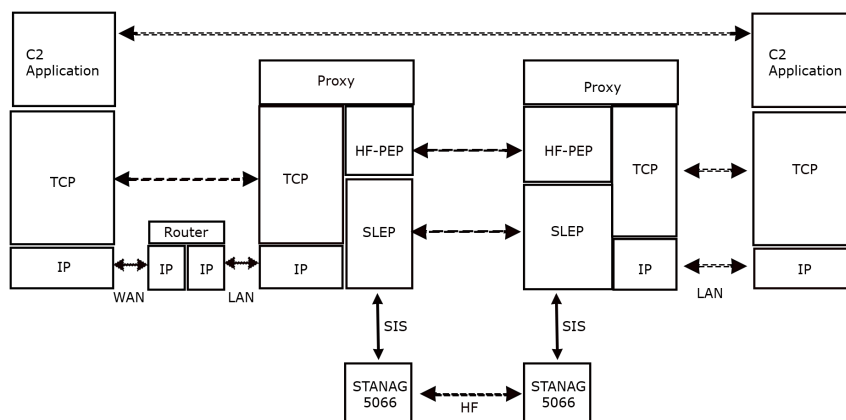 C2
Application
Proxy
Proxy
C2
Application
HF-PEP
HF-PEP
TCP
TCP
TCP
TCP
Router
SLEP
SLEP
IP
IP
IP
IP
IP
IP
WAN
LAN
LAN
SIS
SIS
STANAG
5066
HF
STANAG
5066